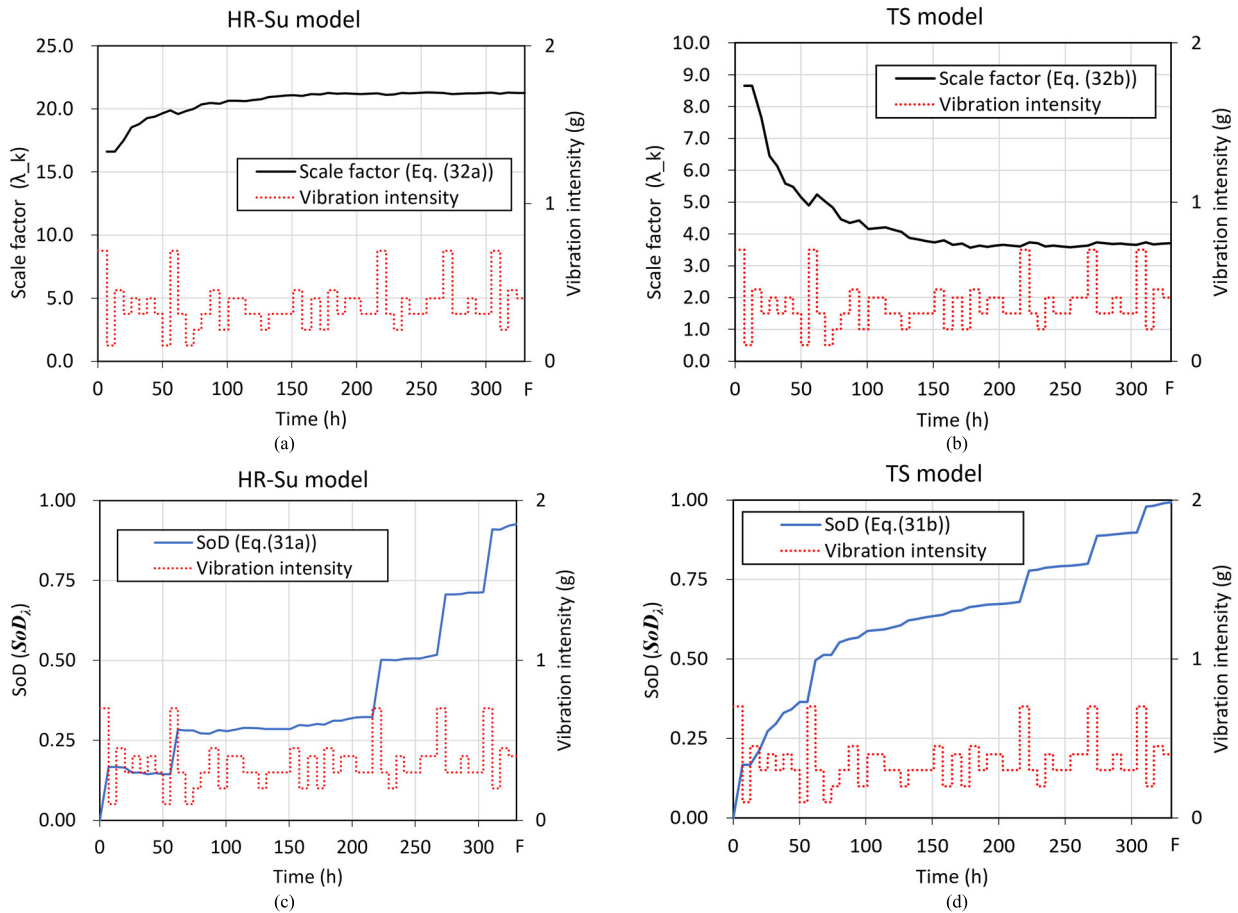 HR-Su model
25.0
20.0
15.0
10.0
5.0
0.0
Scale factor (λ_k)
Scale factor (Eq. (32a))
Vibration intensity
2
1
0
Vibration intensity (g)
0 50 100 150 200 250 300 F
Time (h)
(a)
TS model
10.0
9.0
8.0
7.0
6.0
5.0
4.0
3.0
2.0
1.0
0.0
Scale factor (λ_k)
Scale factor (Eq. (32b))
Vibration intensity
2
1
0
Vibration intensity (g)
0 50 100 150 200 250 300 F
Time (h)
(b)
HR-Su model
1.00
0.75
0.50
0.25
0.00
SoD (SoDλ)
SoD (Eq.(31a))
Vibration intensity
2
1
0
Vibration intensity (g)
0 50 100 150 200 250 300 F
Time (h)
(c)
TS model
1.00
0.75
0.50
0.25
0.00
SoD (SoDλ)
SoD (Eq.(31b))
Vibration intensity
2
1
0
Vibration intensity (g)
0 50 100 150 200 250 300 F
Time (h)
(d)